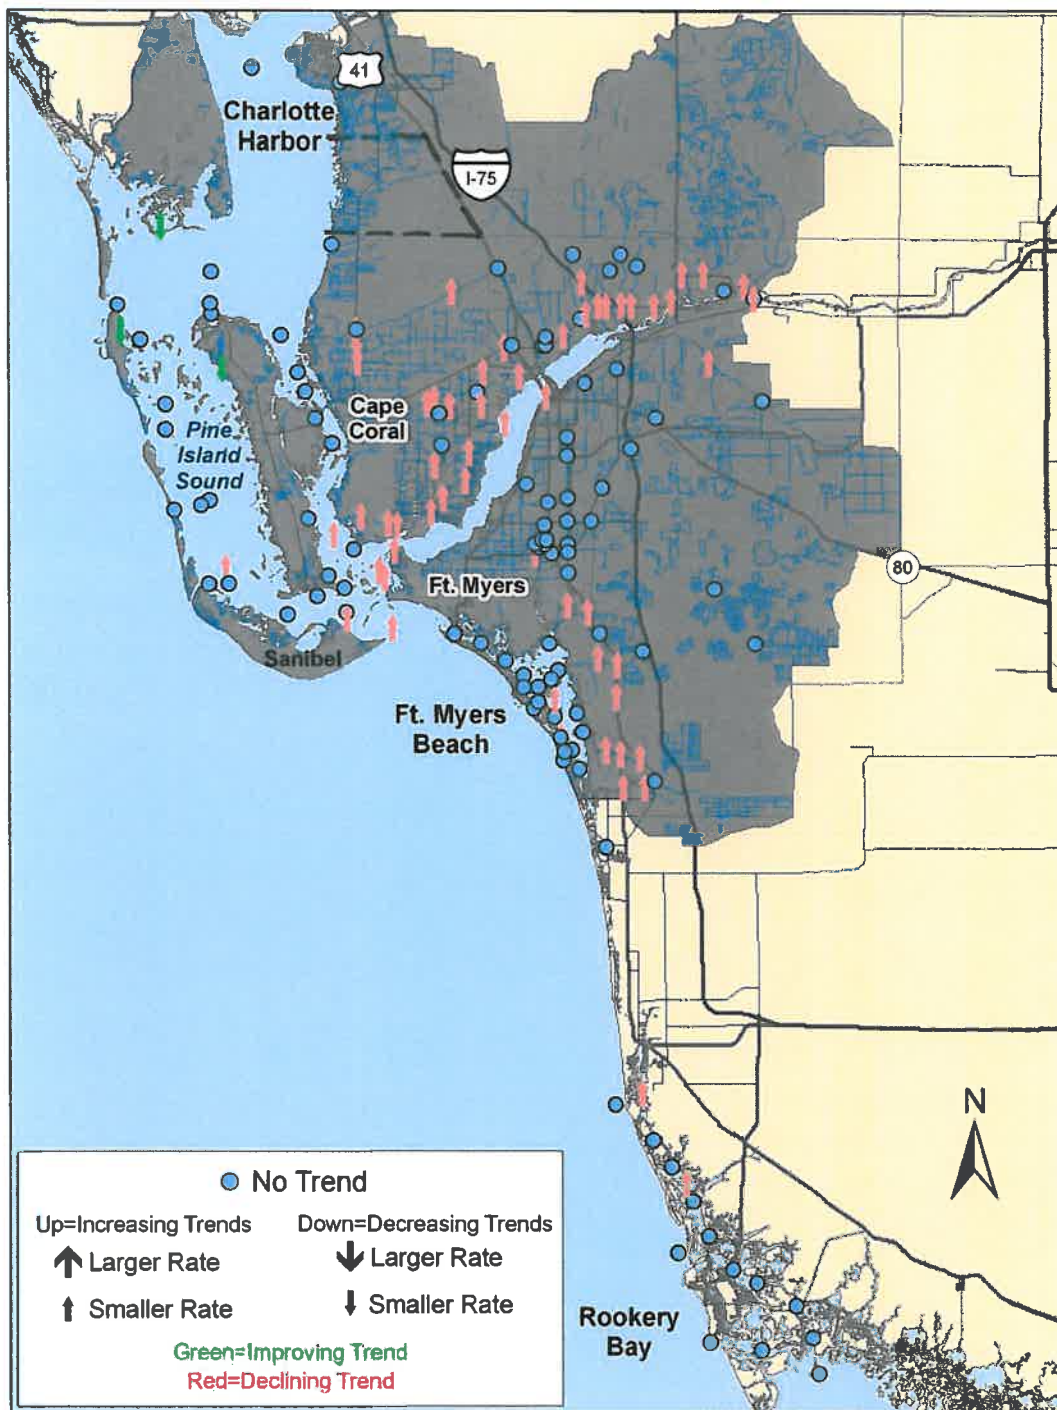 41
Charlotte
Harbor
I-75
Cape
Coral
Pine
Island
Sound
80
Ft. Myers
Sanibel
Ft. Myers
Beach
N
No Trend
Up=Increasing Trends
Down=Decreasing Trends
Larger Rate
Larger Rate
Smaller Rate
Smaller Rate
Green=Improving Trend
Red=Declining Trend
Rookery
Bay